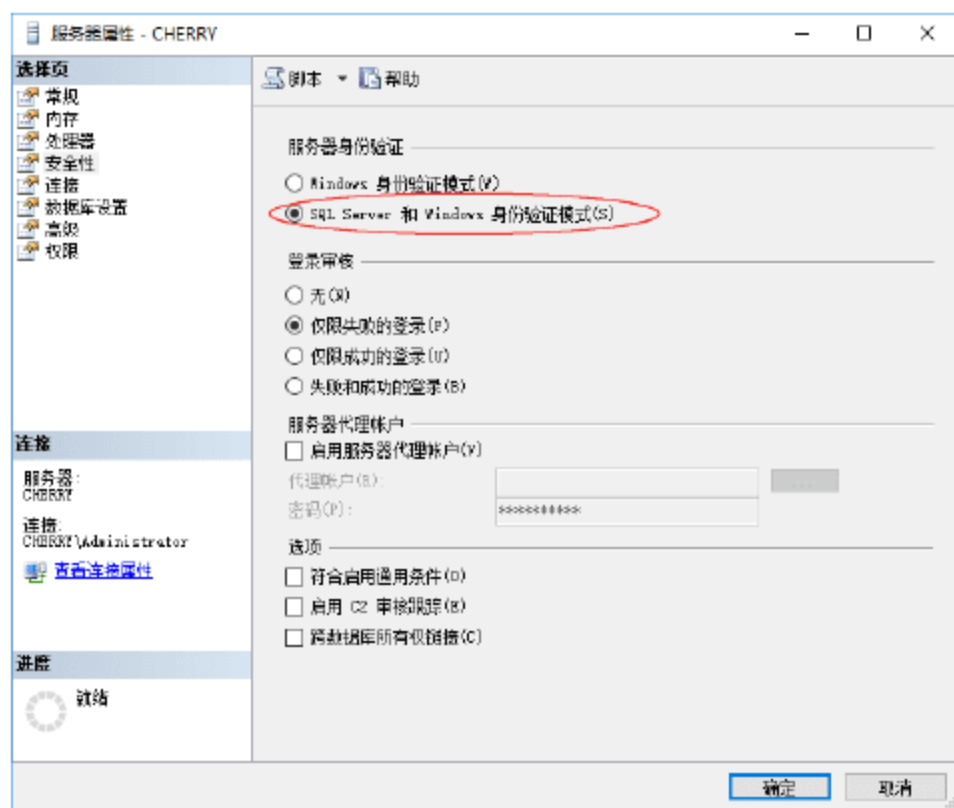 服务器属性 - CHERRY
选择页
常规
内存
处理器
安全性
连接
数据库设置
高级
权限
连接
服务器:
CHERRY
连接:
CHERRY\Administrator
查看连接属性
进度
就绪
脚本
帮助
服务器身份验证
Windows 身份验证模式(W)
SQL Server 和 Windows 身份验证模式(S)
登录审核
无(N)
仅限失败的登录(F)
仅限成功的登录(U)
失败和成功的登录(B)
服务器代理帐户
启用服务器代理帐户(V)
代理帐户(R):
密码(P): **********
选项
符合启用通用条件(O)
启用 C2 审核跟踪(E)
跨数据库所有权链接(C)
确定
取消